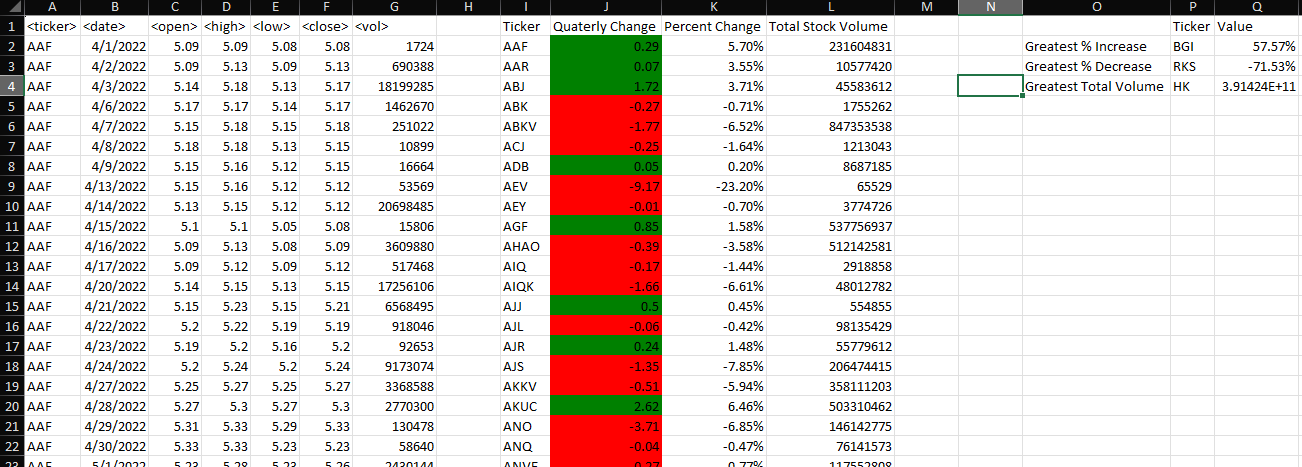 A B C D E F G H I J K L M N O P Q
1 <ticker> <date> <open> <high> <low> <close> <vol> Ticker Quaterly Change Percent Change Total Stock Volume Ticker Value
2 AAF 4/1/2022 5.09 5.09 5.08 5.08 1724 AAF 0.29 5.70% 231604831 Greatest % Increase BGI 57.57%
3 AAF 4/2/2022 5.09 5.13 5.09 5.13 690388 AAR 0.07 3.55% 10577420 Greatest % Decrease RKS -71.53%
4 AAF 4/3/2022 5.14 5.18 5.13 5.17 18199285 ABJ 1.72 3.71% 45583612 Greatest Total Volume HK 3.91424E+11
5 AAF 4/6/2022 5.17 5.17 5.14 5.17 1462670 ABK -0.27 -0.71% 1755262
6 AAF 4/7/2022 5.15 5.18 5.15 5.18 251022 ABKV -1.77 -6.52% 847353538
7 AAF 4/8/2022 5.18 5.18 5.13 5.15 10899 ACJ -0.25 -1.64% 1213043
8 AAF 4/9/2022 5.15 5.16 5.12 5.15 16664 ADB 0.05 0.20% 8687185
9 AAF 4/13/2022 5.15 5.16 5.12 5.12 53569 AEV -9.17 -23.20% 65529
10 AAF 4/14/2022 5.13 5.15 5.12 5.12 20698485 AEY -0.01 -0.70% 3774726
11 AAF 4/15/2022 5.1 5.1 5.05 5.08 15806 AGF 0.85 1.58% 537756937
12 AAF 4/16/2022 5.09 5.13 5.08 5.09 3609880 AHAO -0.39 -3.58% 512142581
13 AAF 4/17/2022 5.09 5.12 5.09 5.12 517468 AIQ -0.17 -1.44% 2918858
14 AAF 4/20/2022 5.14 5.15 5.13 5.15 17256106 AIQK -1.66 -6.61% 48012782
15 AAF 4/21/2022 5.15 5.23 5.15 5.21 6568495 AJJ 0.5 0.45% 554855
16 AAF 4/22/2022 5.2 5.22 5.19 5.19 918046 AJL -0.06 -0.42% 98135429
17 AAF 4/23/2022 5.19 5.2 5.16 5.2 92653 AJR 0.24 1.48% 55779612
18 AAF 4/24/2022 5.2 5.24 5.2 5.24 9173074 AJS -1.35 -7.85% 206474415
19 AAF 4/27/2022 5.25 5.27 5.25 5.27 3368588 AKKV -0.51 -5.94% 358111203
20 AAF 4/28/2022 5.27 5.3 5.27 5.3 2770300 AKUC 2.62 6.46% 503310462
21 AAF 4/29/2022 5.31 5.33 5.29 5.33 130478 ANO -3.71 -6.85% 146142775
22 AAF 4/30/2022 5.33 5.33 5.23 5.23 58640 ANQ -0.04 -0.47% 76141573
23 AAF 5/1/2022 5.23 5.28 5.23 5.26 2430144